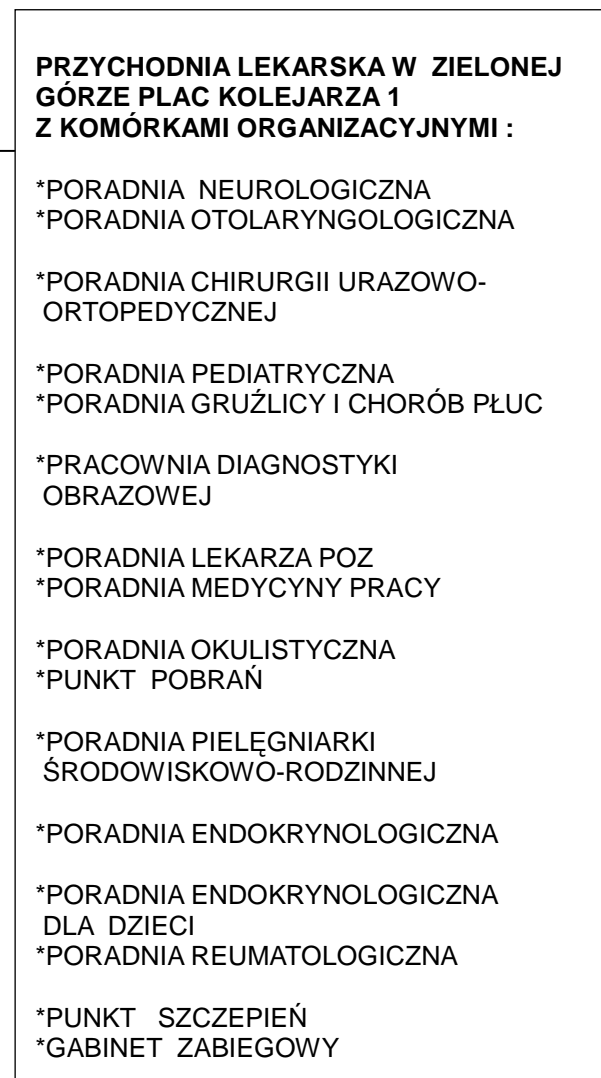 PRZYCHODNIA LEKARSKA W ZIELONEJ
GÓRZE PLAC KOLEJARZA 1
Z KOMÓRKAMI ORGANIZACYJNYMI :
*PORADNIA NEUROLOGICZNA
*PORADNIA OTOLARYNGOLOGICZNA
*PORADNIA CHIRURGII URAZOWO-
ORTOPEDYCZNEJ
*PORADNIA PEDIATRYCZNA
*PORADNIA GRUŹLICY I CHORÓB PŁUC
*PRACOWNIA DIAGNOSTYKI
OBRAZOWEJ
*PORADNIA LEKARZA POZ
*PORADNIA MEDYCYNY PRACY
*PORADNIA OKULISTYCZNA
*PUNKT POBRAŃ
*PORADNIA PIELĘGNIARKI
ŚRODOWISKOWO-RODZINNEJ
*PORADNIA ENDOKRYNOLOGICZNA
*PORADNIA ENDOKRYNOLOGICZNA
DLA DZIECI
*PORADNIA REUMATOLOGICZNA
*PUNKT SZCZEPIEŃ
*GABINET ZABIEGOWY